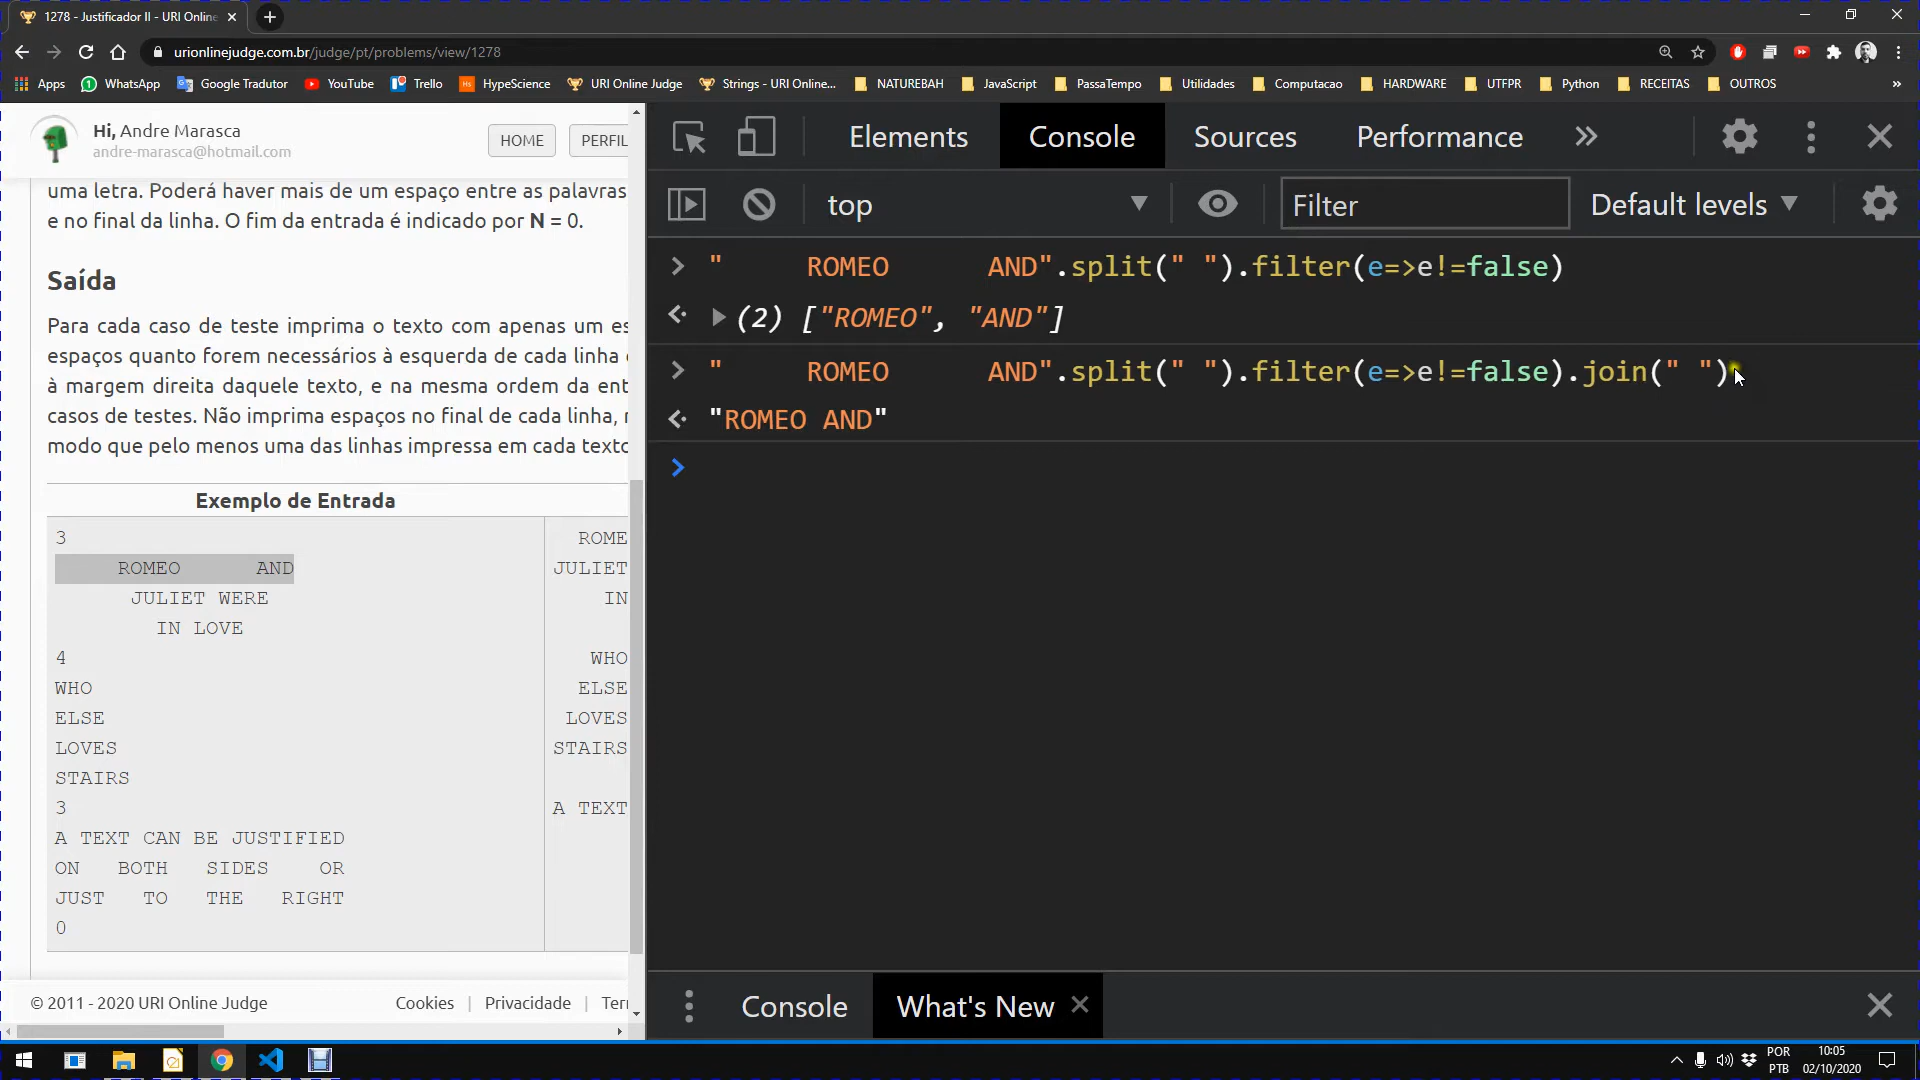 1278 - Justificador II - URI Online
urionlinejudge.com.br/judge/pt/problems/view/1278
Apps WhatsApp Google Tradutor YouTube Trello HypeScience URI Online Judge Strings - URI Online... NATUREBAH JavaScript PassaTempo Utilidades Computacao HARDWARE UTFPR Python RECEITAS OUTROS »
Hi, Andre Marasca
andre-marasca@hotmail.com
HOME PERFIL
uma letra. Poderá haver mais de um espaço entre as palavras
e no final da linha. O fim da entrada é indicado por N = 0.
Saída
Para cada caso de teste imprima o texto com apenas um es
espaços quanto forem necessários à esquerda de cada linha
à margem direita daquele texto, e na mesma ordem da ent
casos de testes. Não imprima espaços no final de cada linha,
modo que pelo menos uma das linhas impressa em cada texto
Exemplo de Entrada
3 ROME
ROMEO AND JULIET
JULIET WERE IN
IN LOVE
4 WHO
WHO ELSE
ELSE LOVES
LOVES STAIRS
STAIRS
3 A TEXT
A TEXT CAN BE JUSTIFIED
ON BOTH SIDES OR
JUST TO THE RIGHT
0
© 2011 - 2020 URI Online Judge Cookies | Privacidade | Ter
Elements Console Sources Performance »
top Filter Default levels
> "      ROMEO      AND".split(" ").filter(e=>e!=false)
(2) ["ROMEO", "AND"]
> "      ROMEO      AND".split(" ").filter(e=>e!=false).join(" ")
"ROMEO AND"
>
Console What's New
POR
PTB
10:05
02/10/2020